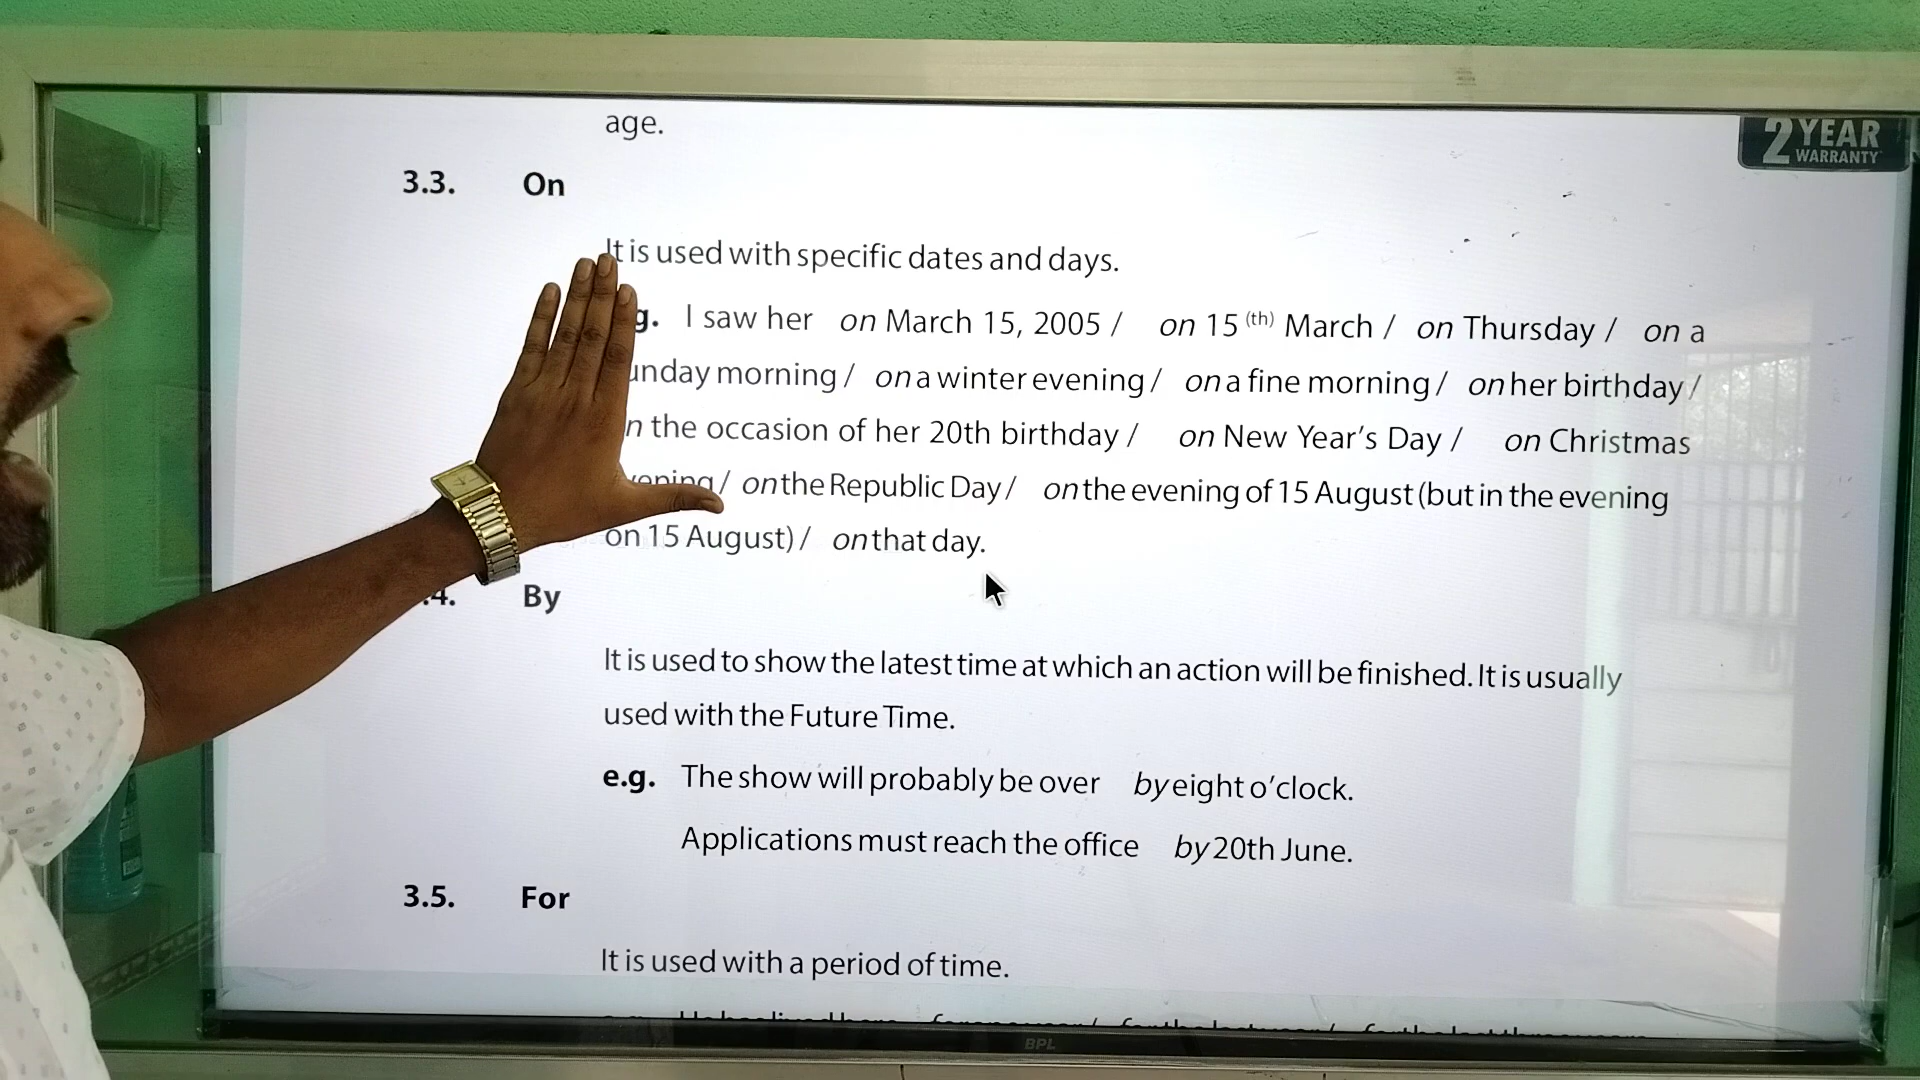 age.
2 YEAR
WARRANTY
3.3. On
It is used with specific dates and days.
I saw her on March 15, 2005 / on 15 (th) March / on Thursday / on a
morning / on a winter evening / on a fine morning / on her birthday /
the occasion of her 20th birthday / on New Year's Day / on Christmas
on the Republic Day / on the evening of 15 August (but in the evening
on 15 August) / on that day.
By
It is used to show the latest time at which an action will be finished. It is usually
used with the Future Time.
e.g. The show will probably be over by eight o'clock.
Applications must reach the office by 20th June.
3.5. For
It is used with a period of time.
BPL